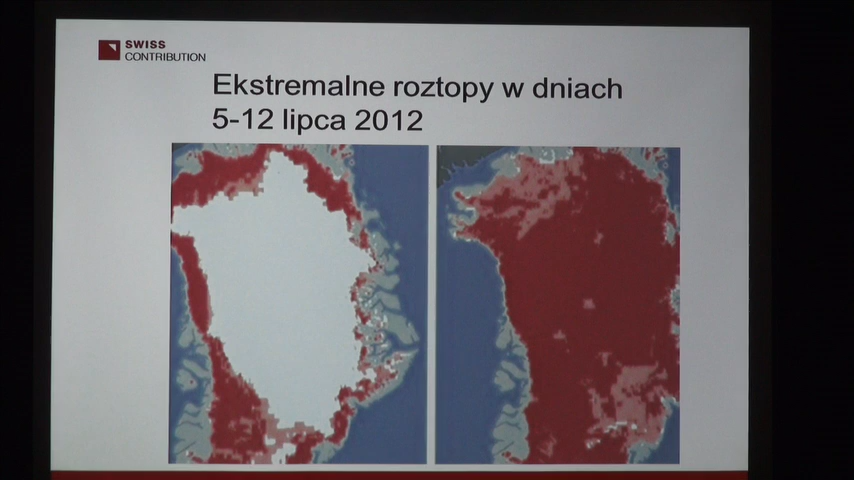 SWISS
CONTRIBUTION
Ekstremalne roztopy w dniach
5-12 lipca 2012